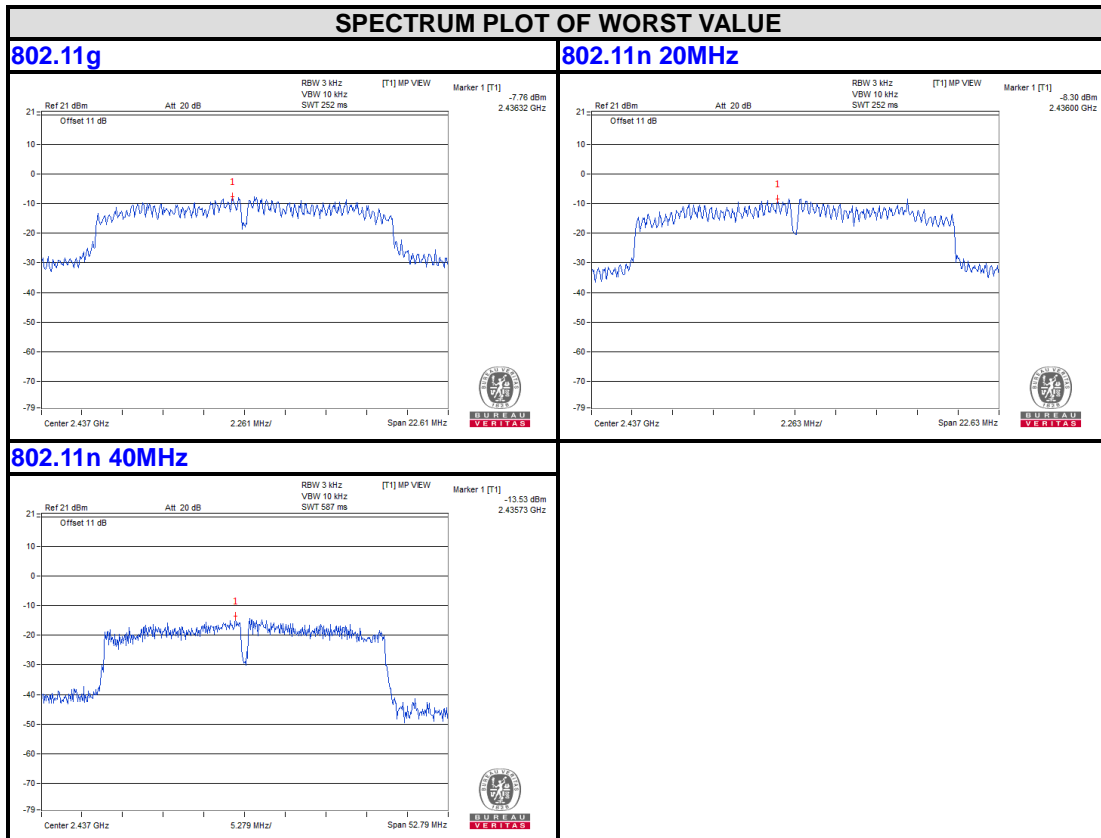 SPECTRUM PLOT OF WORST VALUE
802.11g
RBW 3 kHz
[T1] MP VIEW
Marker 1 [T1]
VBW 10 kHz
-7.76 dBm
Ref 21 dBm
Att 20 dB
SWT 252 ms
2.43632 GHz
21
Offset 11 dB
10
0
1
-10
-20
-30
-40
-50
-60
-70
-79
BUREAU VERITAS
1828
BUREAU
VERITAS
Center 2.437 GHz
2.261 MHz/
Span 22.61 MHz
802.11n 20MHz
RBW 3 kHz
[T1] MP VIEW
Marker 1 [T1]
VBW 10 kHz
-8.30 dBm
Ref 21 dBm
Att 20 dB
SWT 252 ms
2.43600 GHz
21
Offset 11 dB
10
0
1
-10
-20
-30
-40
-50
-60
-70
-79
BUREAU VERITAS
1828
BUREAU
VERITAS
Center 2.437 GHz
2.263 MHz/
Span 22.63 MHz
802.11n 40MHz
RBW 3 kHz
[T1] MP VIEW
Marker 1 [T1]
VBW 10 kHz
-13.53 dBm
Ref 21 dBm
Att 20 dB
SWT 587 ms
2.43573 GHz
21
Offset 11 dB
10
0
1
-10
-20
-30
-40
-50
-60
-70
-79
BUREAU VERITAS
1828
BUREAU
VERITAS
Center 2.437 GHz
5.279 MHz/
Span 52.79 MHz